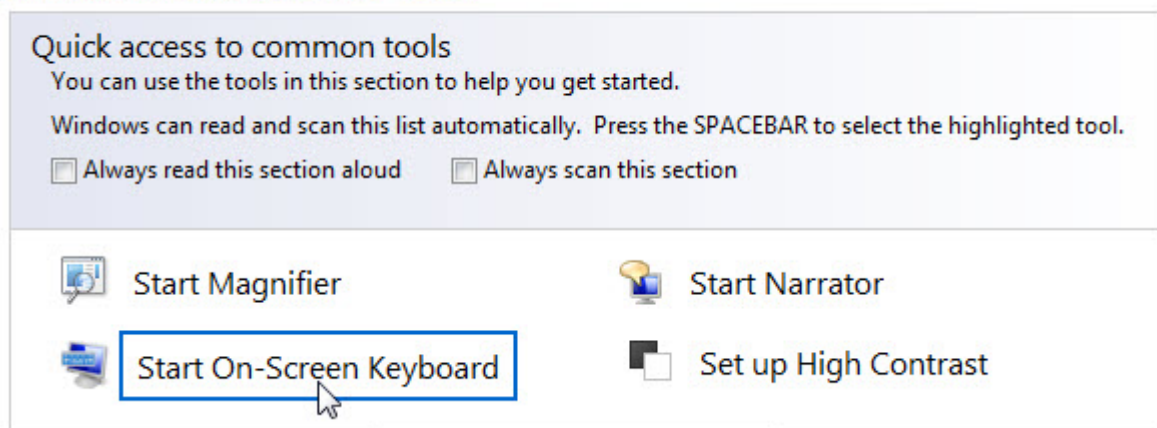 Quick access to common tools
You can use the tools in this section to help you get started.
Windows can read and scan this list automatically.  Press the SPACEBAR to select the highlighted tool.
Always read this section aloud
Always scan this section
Start Magnifier
Start Narrator
Start On-Screen Keyboard
Set up High Contrast